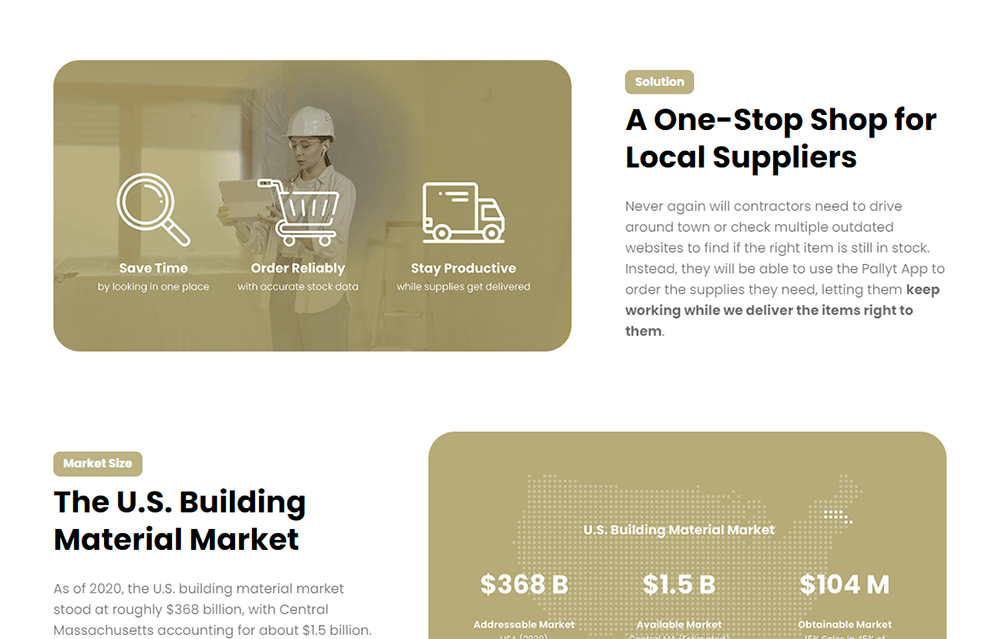 Solution
A One-Stop Shop for
Local Suppliers
Never again will contractors need to drive
around town or check multiple outdated
websites to find if the right item is still in stock.
Instead, they will be able to use the Pallyt App to
order the supplies they need, letting them keep
working while we deliver the items right to
them.
Save Time
by looking in one place
Order Reliably
with accurate stock data
Stay Productive
while supplies get delivered
Market Size
The U.S. Building
Material Market
As of 2020, the U.S. building material market
stood at roughly $368 billion, with Central
Massachusetts accounting for about $1.5 billion.
U.S. Building Material Market
$368 B
Addressable Market
USA (2020)
$1.5 B
Available Market
Central MA (Estimated)
$104 M
Obtainable Market
15% Sales in 45% of